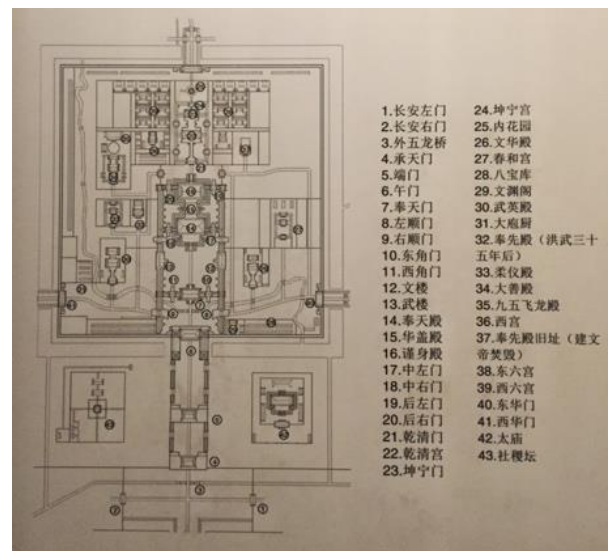 1.长安左门
2.长安右门
3.外五龙桥
4.承天门
5.端门
6.午门
7.奉天门
8.左顺门
9.右顺门
10.东角门
11.西角门
12.文楼
13.武楼
14.奉天殿
15.华盖殿
16.谨身殿
17.中左门
18.中右门
19.后左门
20.后右门
21.乾清门
22.乾清宫
23.坤宁门
24.坤宁宫
25.内花园
26.文华殿
27.春和宫
28.八宝库
29.文渊阁
30.武英殿
31.大庖厨
32.奉先殿（洪武三十
五年后）
33.柔仪殿
34.大善殿
35.九五飞龙殿
36.西宫
37.奉先殿旧址（建文
帝焚毁）
38.东六宫
39.西六宫
40.东华门
41.西华门
42.太庙
43.社稷坛